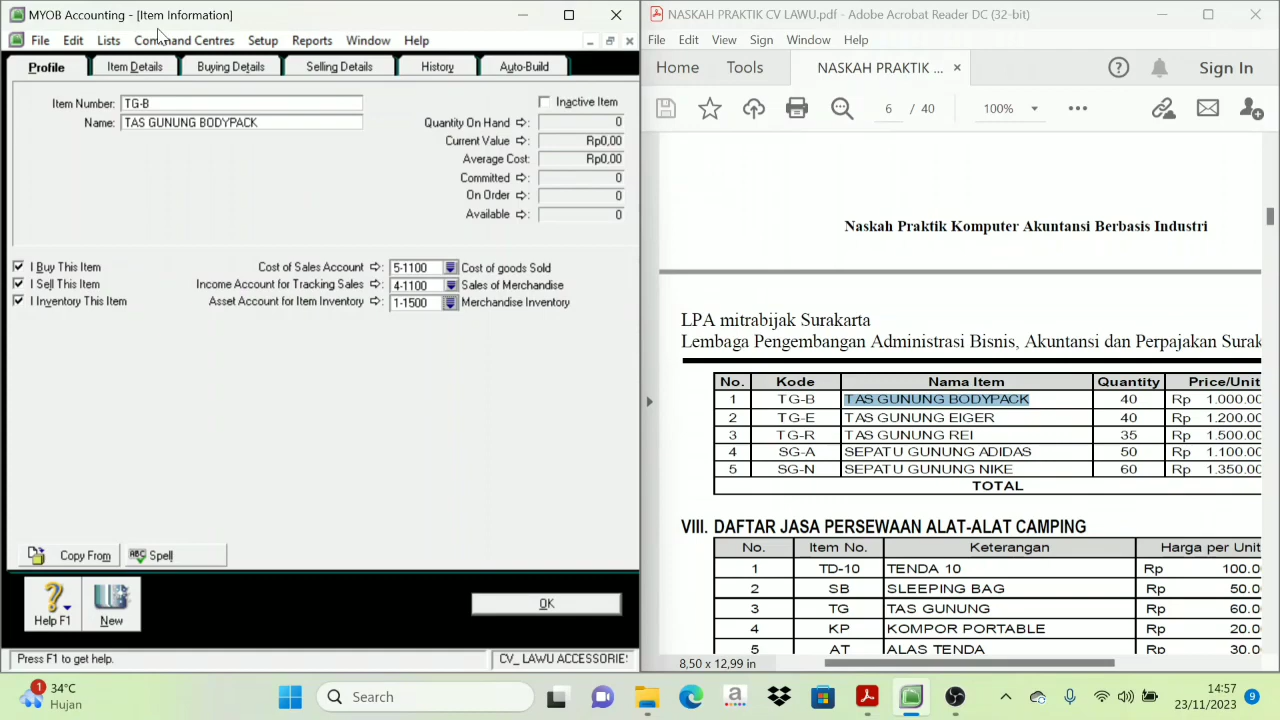 MYOB Accounting - [Item Information]
File Edit Lists Command Centres Setup Reports Window Help
Profile Item Details Buying Details Selling Details History Auto-Build
Item Number: TG-B
Name: TAS GUNUNG BODYPACK
Inactive Item
Quantity On Hand : 0
Current Value : Rp0,00
Average Cost: Rp0,00
Committed : 0
On Order : 0
Available : 0
I Buy This Item
I Sell This Item
I Inventory This Item
Cost of Sales Account : 5-1100 Cost of goods Sold
Income Account for Tracking Sales : 4-1100 Sales of Merchandise
Asset Account for Item Inventory : 1-1500 Merchandise Inventory
Copy From
ABC Spell
Help F1
New
OK
Press F1 to get help.
CV_ LAWU ACCESSORIES
NASKAH PRAKTIK CV LAWU.pdf - Adobe Acrobat Reader DC (32-bit)
File Edit View Sign Window Help
Home Tools NASKAH PRAKTIK ... × Sign In
6 / 40 100%
Naskah Praktik Komputer Akuntansi Berbasis Industri
LPA mitrabijak Surakarta
Lembaga Pengembangan Administrasi Bisnis, Akuntansi dan Perpajakan Surak
No. Kode Nama Item Quantity Price/Unit
1 TG-B TAS GUNUNG BODYPACK 40 Rp 1.000.00
2 TG-E TAS GUNUNG EIGER 40 Rp 1.200.00
3 TG-R TAS GUNUNG REI 35 Rp 1.500.00
4 SG-A SEPATU GUNUNG ADIDAS 50 Rp 1.100.00
5 SG-N SEPATU GUNUNG NIKE 60 Rp 1.350.00
TOTAL
VIII. DAFTAR JASA PERSEWAAN ALAT-ALAT CAMPING
No. Item No. Keterangan Harga per Unit
1 TD-10 TENDA 10 Rp 100.0
2 SB SLEEPING BAG Rp 50.0
3 TG TAS GUNUNG Rp 60.0
4 KP KOMPOR PORTABLE Rp 20.0
5 AT ALAS TENDA Rp 30.0
8,50 x 12,99 in
1
34°C
Hujan
Search
a
14:57
23/11/2023
9